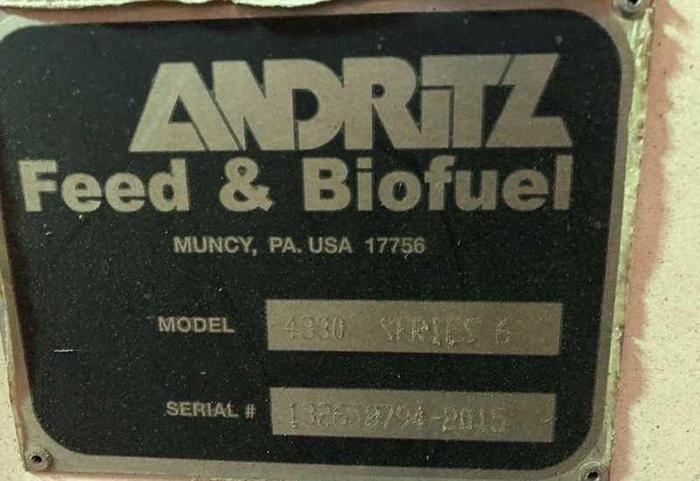 ANDRITZ
Feed & Biofuel
MUNCY, PA. USA 17756
MODEL SERIES 6
SERIAL #